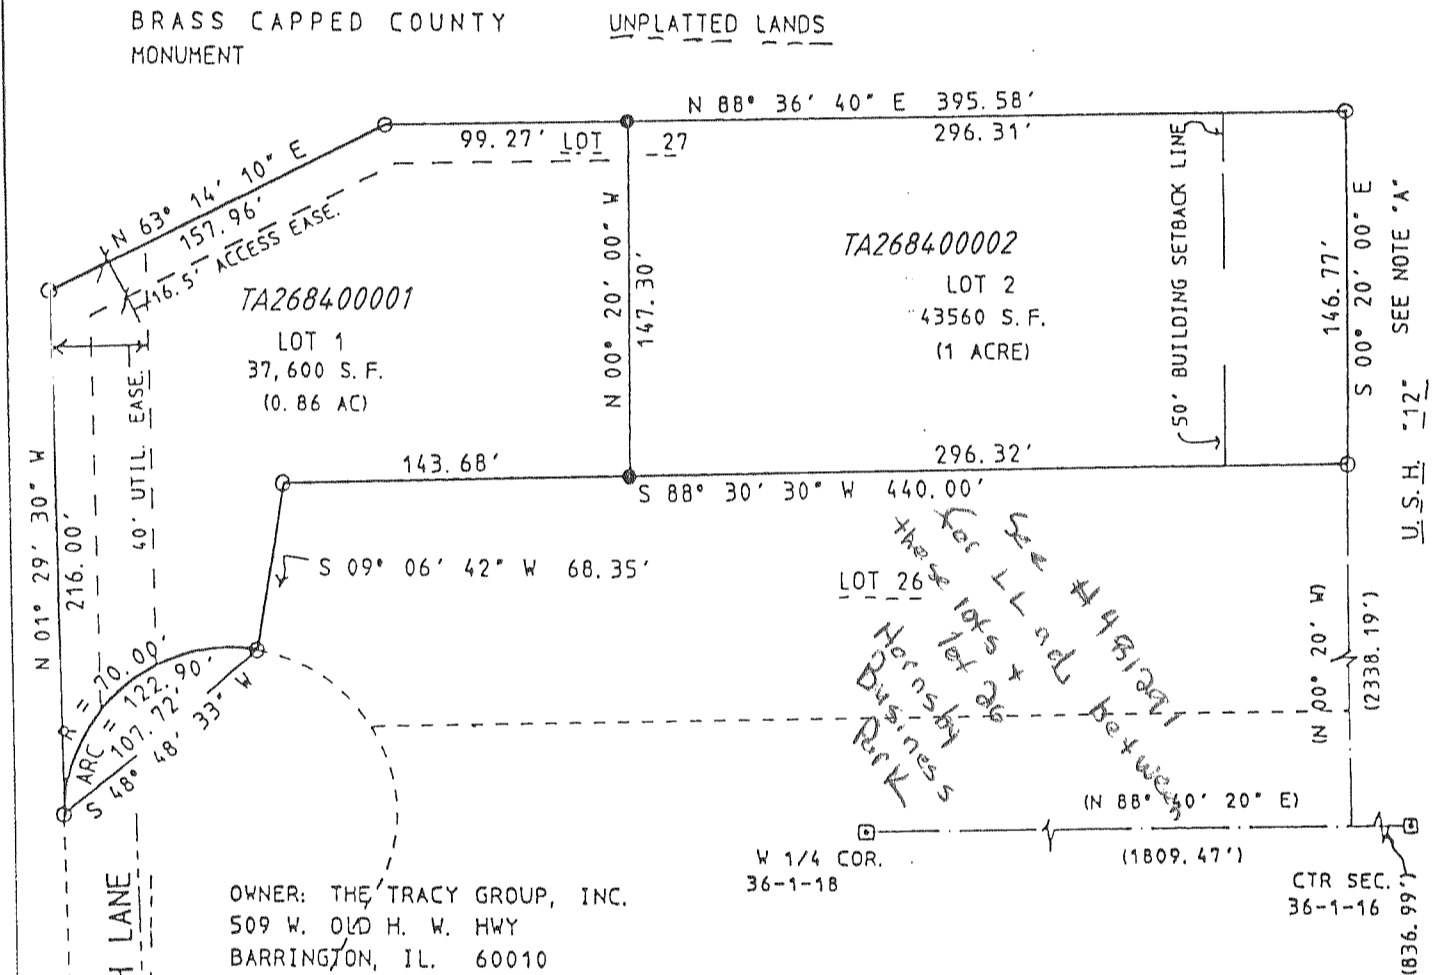 BRASS CAPPED COUNTY
MONUMENT
UNPLATTED LANDS
N 88° 36' 40" E 395.58'
99.27'
LOT 27
296.31'
N 63° 14' 10" E
157.96'
16.5' ACCESS EASE.
TA268400001
LOT 1
37,600 S.F.
(0.86 AC)
N 00° 20' 00" W
147.30'
TA268400002
LOT 2
43560 S.F.
(1 ACRE)
50' BUILDING SETBACK LINE
146.77'
S 00° 20' 00" E
SEE NOTE "A"
U.S.H. "12"
40' UTIL. EASE.
N 01° 29' 30" W
216.00'
143.68'
296.32'
S 88° 30' 30" W 440.00'
S 09° 06' 42" W 68.35'
LOT 26
See #481291
For LL adj between
these lots +
lot 26
Hornsby
Business
Park
R = 70.00'
ARC = 122.90'
107.72'
S 48° 48' 33" W
(N 00° 20' W)
(2338.19')
(N 88° 40' 20" E)
(1809.47')
W 1/4 COR.
36-1-18
CTR SEC.
36-1-16
(836.99')
H LANE
OWNER: THE TRACY GROUP, INC.
509 W. OLD H. W. HWY
BARRINGTON, IL. 60010